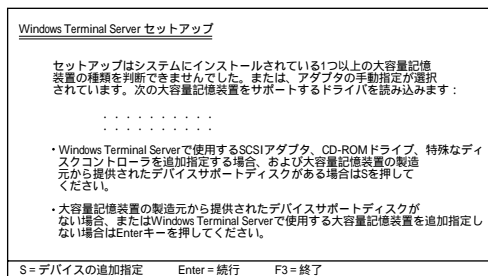 Windows Terminal Server セットアップ
セットアップはシステムにインストールされている1つ以上の大容量記憶
装置の種類を判断できませんでした。または、アダプタの手動指定が選択
されています。次の大容量記憶装置をサポートするドライバを読み込みます：
. . . . . . . . . .
. . . . . . . . . .
・Windows Terminal Serverで使用するSCSIアダプタ、CD-ROMドライブ、特殊なディ
スクコントローラを追加指定する場合、および大容量記憶装置の製造
元から提供されたデバイスサポートディスクがある場合はSを押して
ください。
・大容量記憶装置の製造元から提供されたデバイスサポートディスクが
ない場合、またはWindows Terminal Serverで使用する大容量記憶装置を追加指定し
ない場合はEnterキーを押してください。
S = デバイスの追加指定　Enter = 続行　F3 = 終了